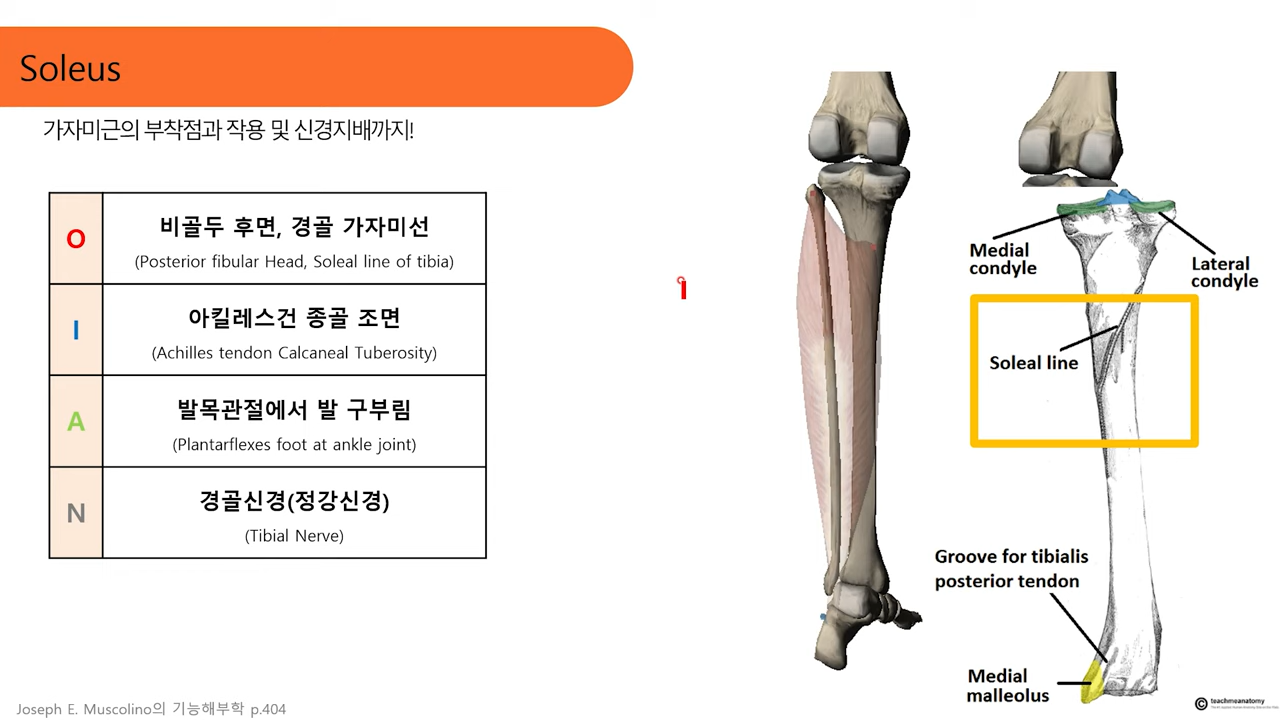 Soleus
가자미근의 부착점과 작용 및 신경지배까지!
O
비골두 후면, 경골 가자미선
(Posterior fibular Head, Soleal line of tibia)
I
아킬레스건 종골 조면
(Achilles tendon Calcaneal Tuberosity)
A
발목관절에서 발 구부림
(Plantarflexes foot at ankle joint)
N
경골신경(정강신경)
(Tibial Nerve)
Joseph E. Muscolino의 기능해부학 p.404
Medial
condyle
Lateral
condyle
Soleal line
Groove for tibialis
posterior tendon
Medial
malleolus
© teachmeanatomy